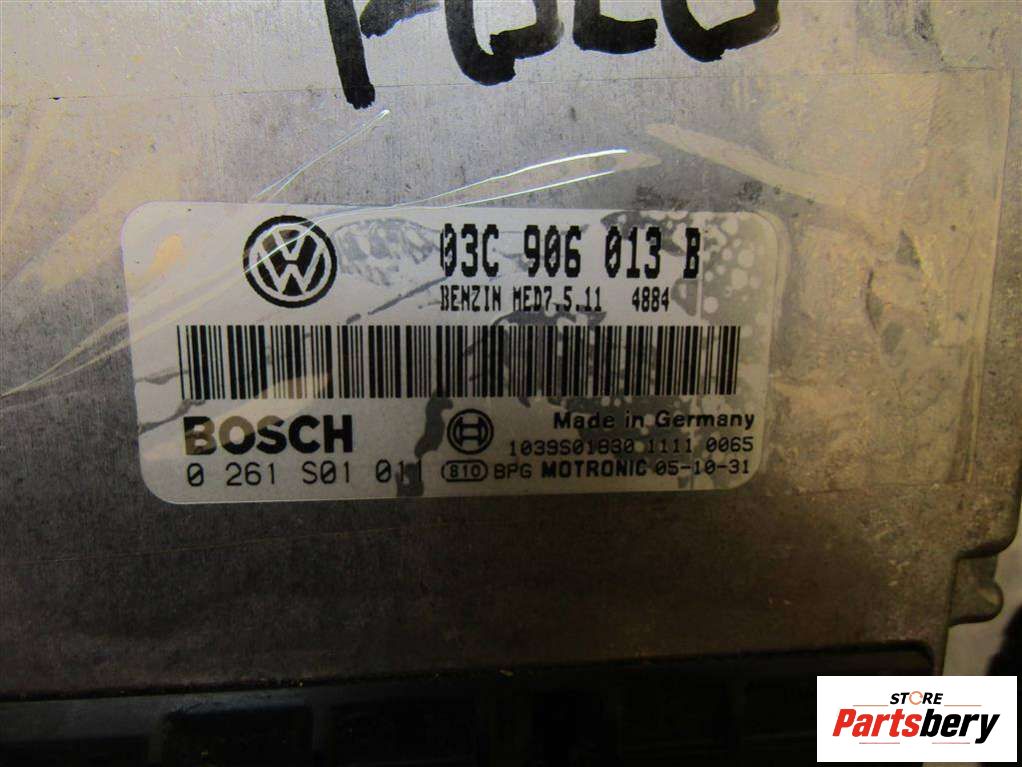 POLO
03C 906 013 B
BENZIN MED7.5.11 4884
BOSCH
Made in Germany
1039S01830 1111 0065
0 261 S01 011
810 BPG MOTRONIC 05-10-31
STORE
Partsbery